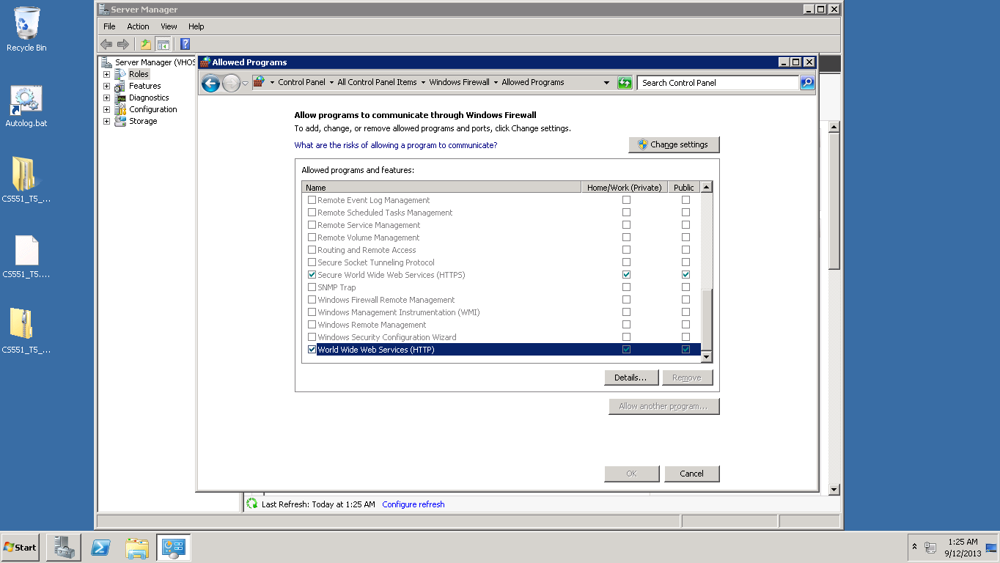 Recycle Bin
Autolog.bat
CS551_T5_...
CS551_T5....
CS551_T5_...
Server Manager
File Action View Help
Server Manager (VHOS
Roles
Features
Diagnostics
Configuration
Storage
Allowed Programs
Control Panel All Control Panel Items Windows Firewall Allowed Programs
Search Control Panel
Allow programs to communicate through Windows Firewall
To add, change, or remove allowed programs and ports, click Change settings.
What are the risks of allowing a program to communicate?
Change settings
Allowed programs and features:
Name Home/Work (Private) Public
Remote Event Log Management
Remote Scheduled Tasks Management
Remote Service Management
Remote Volume Management
Routing and Remote Access
Secure Socket Tunneling Protocol
Secure World Wide Web Services (HTTPS)
SNMP Trap
Windows Firewall Remote Management
Windows Management Instrumentation (WMI)
Windows Remote Management
Windows Security Configuration Wizard
World Wide Web Services (HTTP)
Details... Remove
Allow another program...
OK Cancel
Last Refresh: Today at 1:25 AM Configure refresh
Start
1:25 AM
9/12/2013